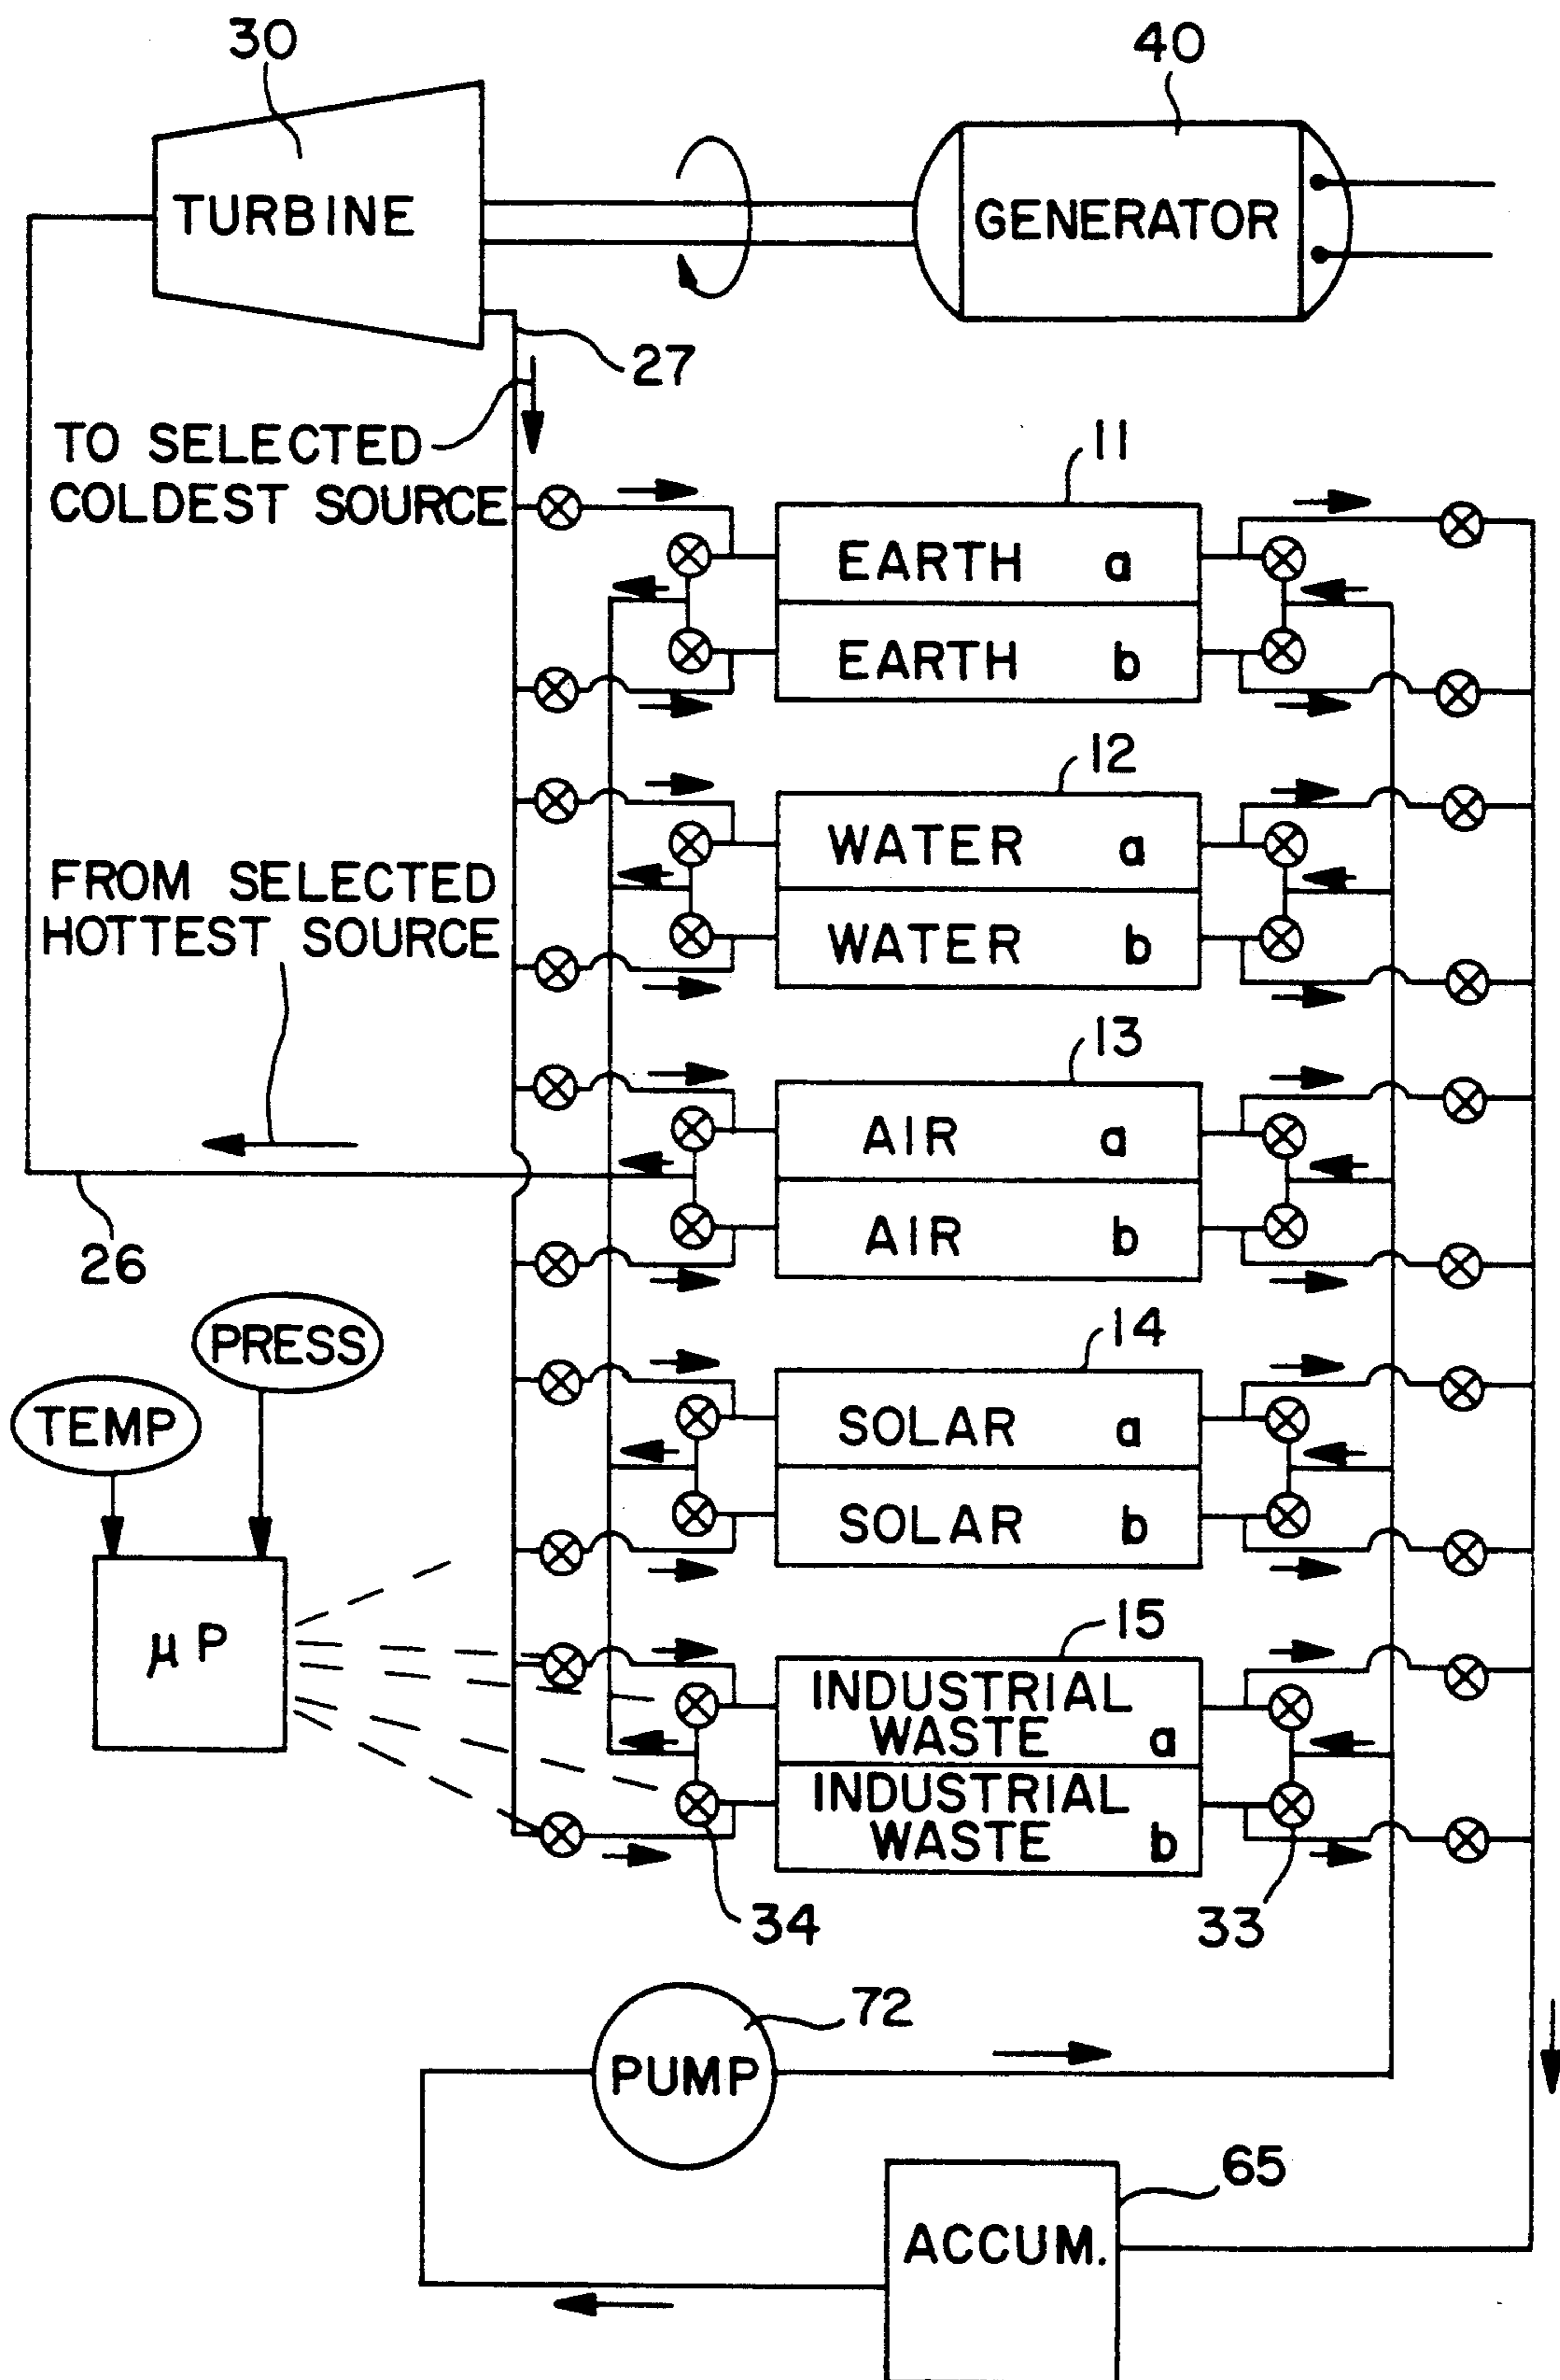 30
40
TURBINE
GENERATOR
27
TO SELECTED
COLDEST SOURCE
11
EARTH a
EARTH b
12
WATER a
WATER b
FROM SELECTED
HOTTEST SOURCE
13
AIR a
AIR b
26
PRESS
TEMP
14
SOLAR a
SOLAR b
μP
15
INDUSTRIAL
WASTE a
INDUSTRIAL
WASTE b
34
33
72
PUMP
65
ACCUM.